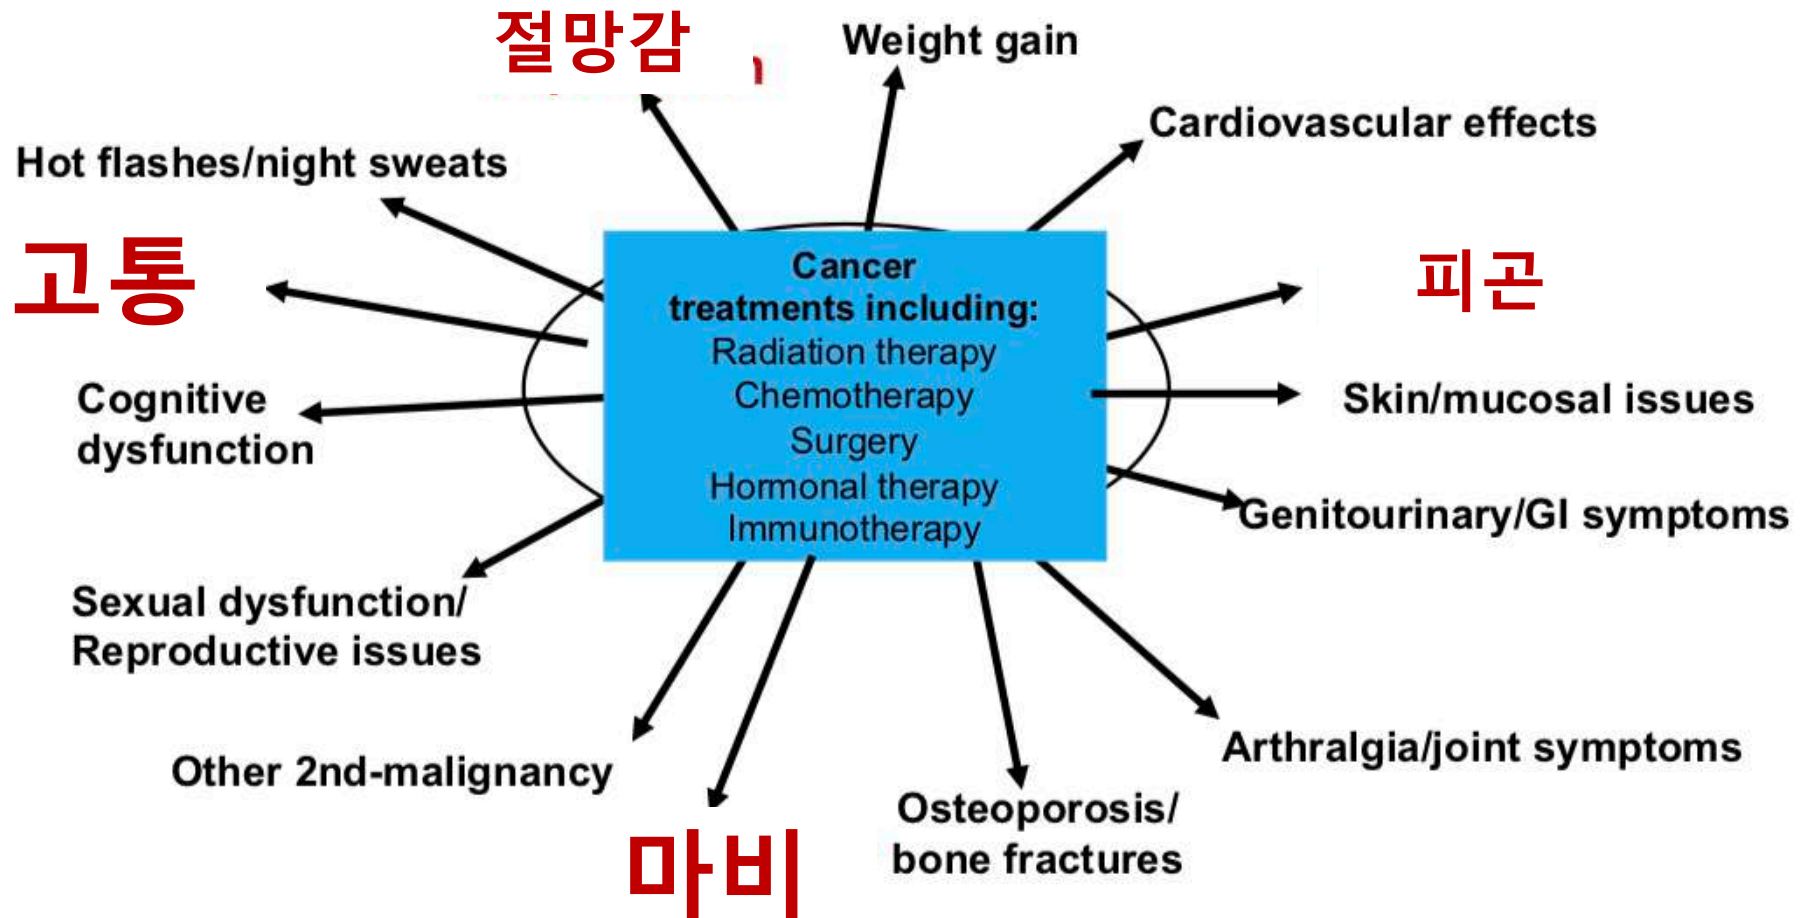 절망감
Weight gain
Cardiovascular effects
Hot flashes/night sweats
고통
피곤
Cancer
treatments including:
Radiation therapy
Chemotherapy
Surgery
Hormonal therapy
Immunotherapy
Cognitive
dysfunction
Skin/mucosal issues
Genitourinary/GI symptoms
Sexual dysfunction/
Reproductive issues
Other 2nd-malignancy
Arthralgia/joint symptoms
마비
Osteoporosis/
bone fractures